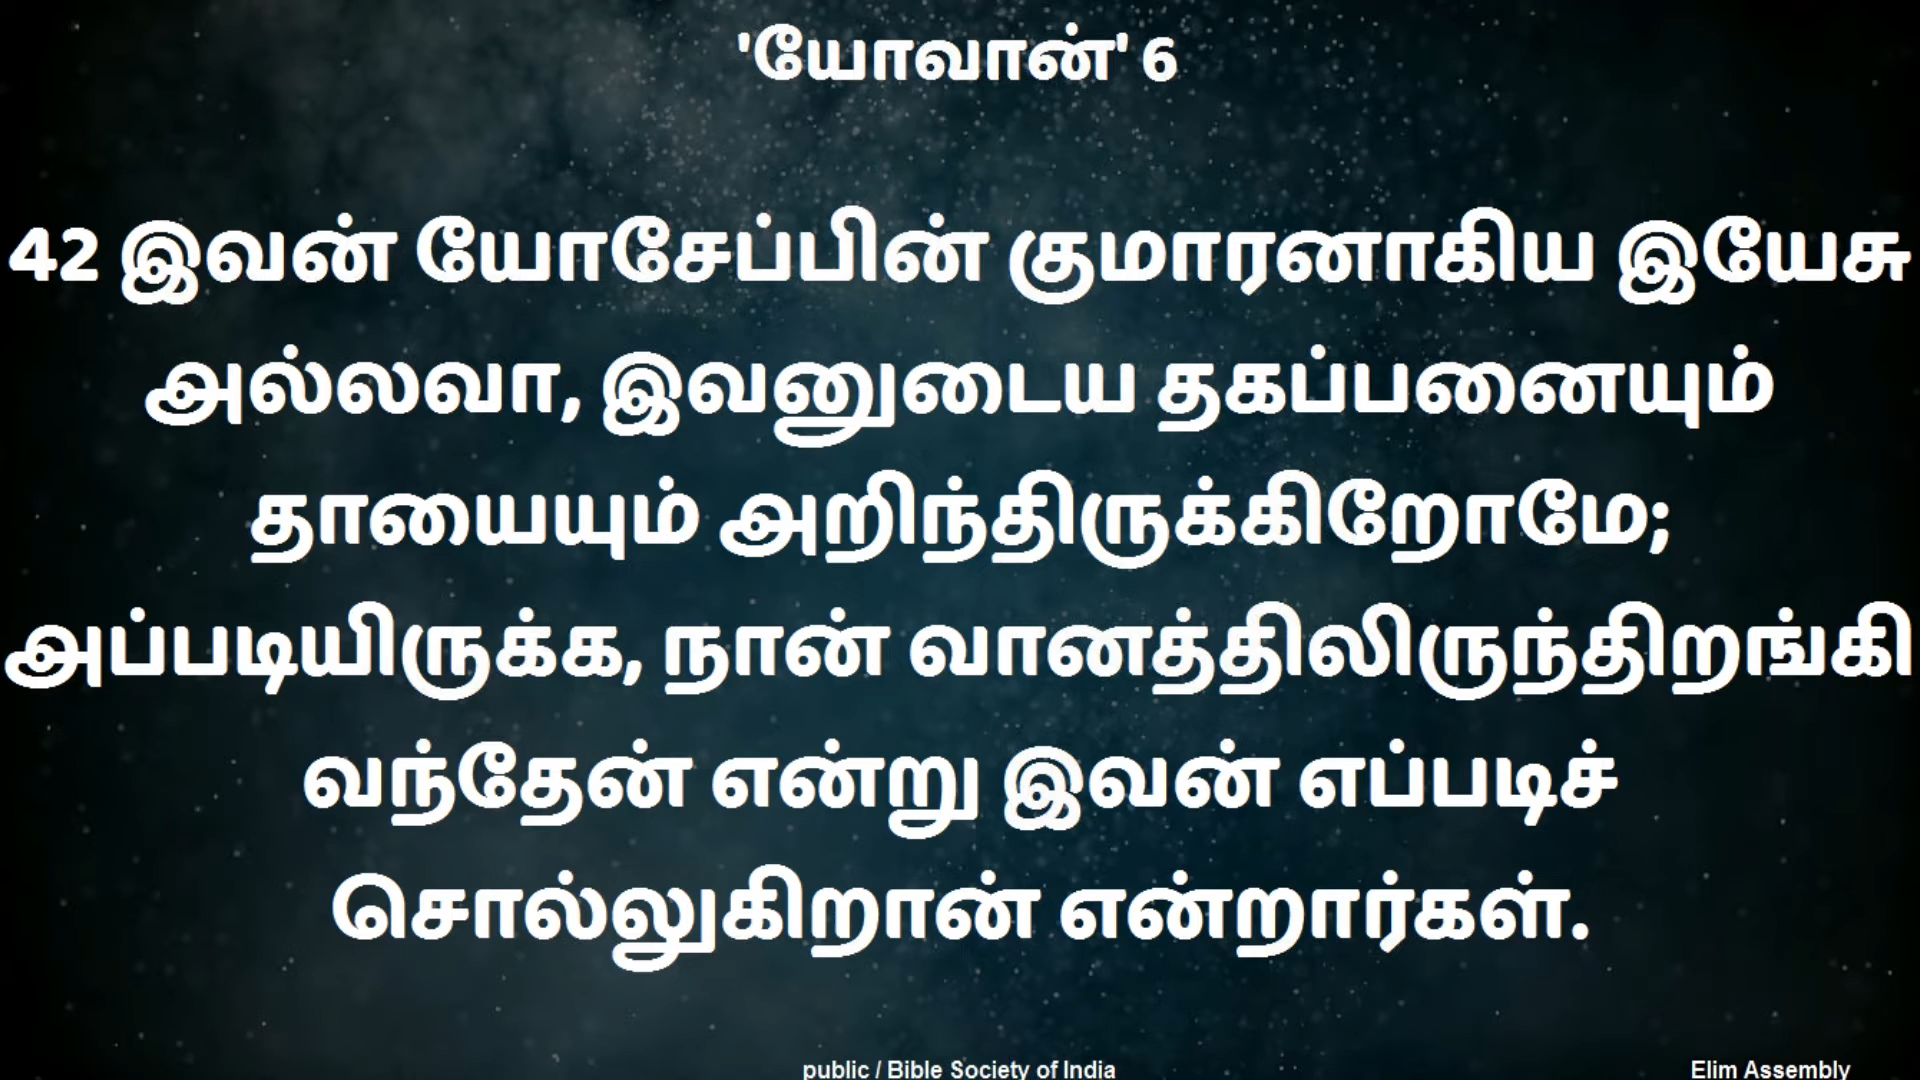 'யோவான்' 6
42 இவன் யோசேப்பின் குமாரனாகிய இயேசு
அல்லவா, இவனுடைய தகப்பனையும்
தாயையும் அறிந்திருக்கிறோமே;
அப்படியிருக்க, நான் வானத்திலிருந்திறங்கி
வந்தேன் என்று இவன் எப்படிச்
சொல்லுகிறான் என்றார்கள்.
public / Bible Society of India
Elim Assembly